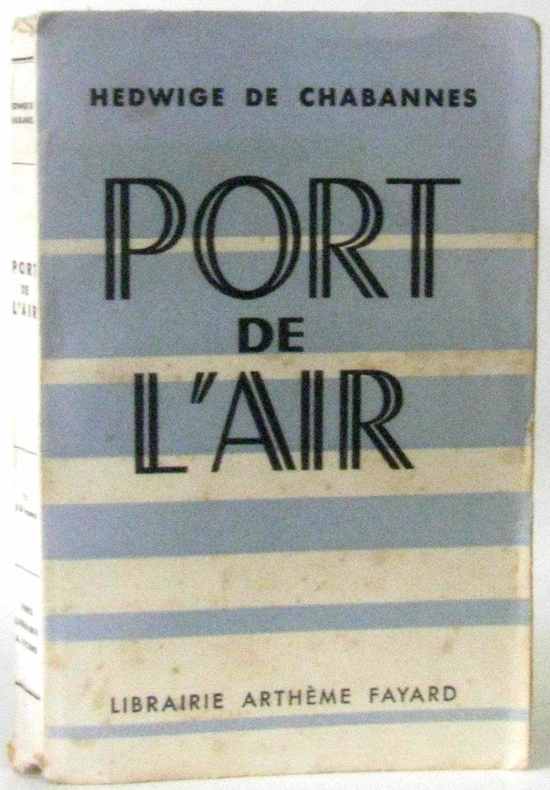 HEDWIGE DE CHABANNES
PORT
DE
L'AIR
LIBRAIRIE ARTHÈME FAYARD
PORT
DE
L'AIR